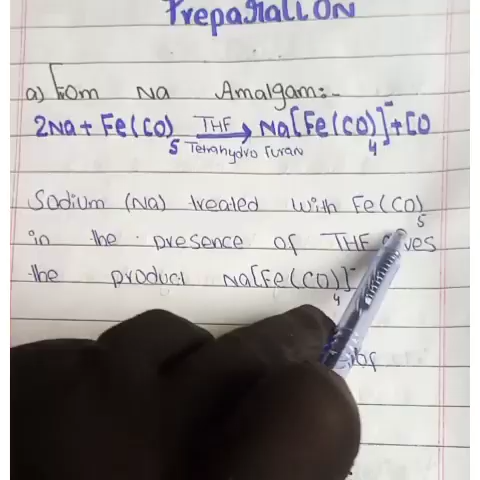 Preparation
a) From Na Amalgam:-
2Na + Fe(CO)5 THF → Na[Fe(CO)4]⁻ + CO
Tetrahydro Furan
Sodium (Na) treated with Fe(CO)5
in the presence of THF gives
the product Na[Fe(CO)4]⁻